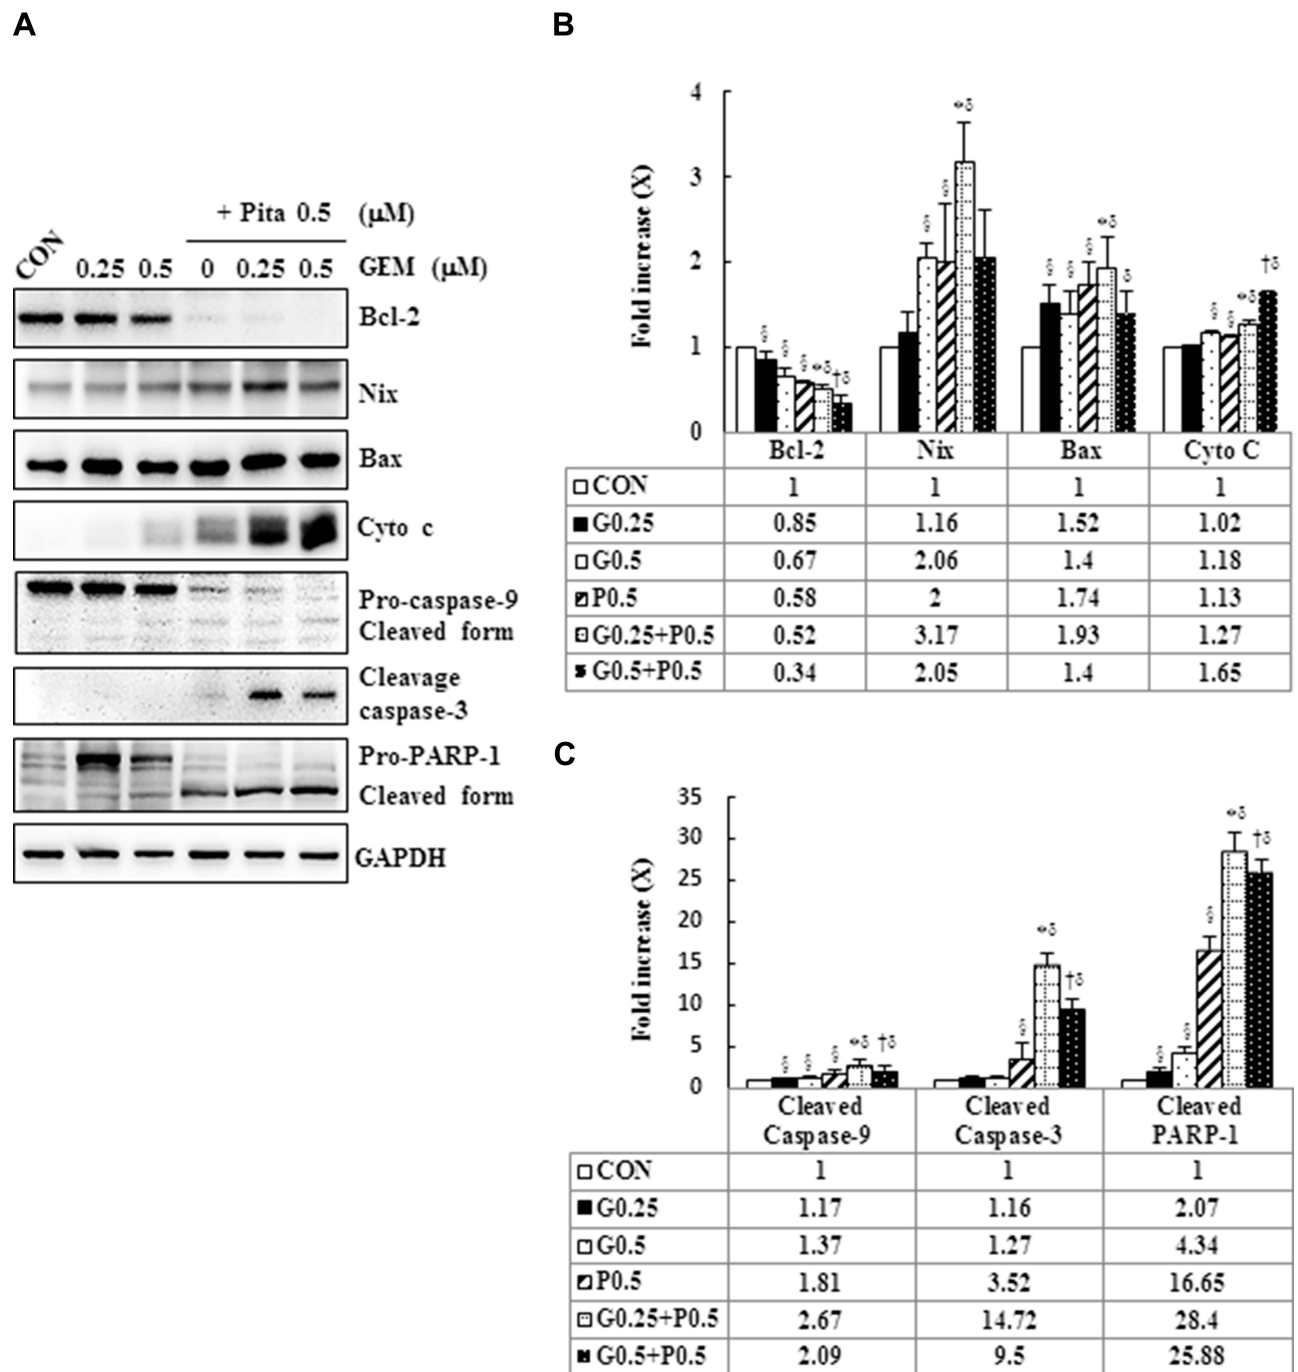 A
+ Pita 0.5 (µM)
CON 0.25 0.5 0 0.25 0.5 GEM (µM)
Bcl-2
Nix
Bax
Cyto c
Pro-caspase-9
Cleaved form
Cleavage
caspase-3
Pro-PARP-1
Cleaved form
GAPDH
B
Fold increase (X)
4
3
2
1
0
Bcl-2 Nix Bax Cyto C
CON 1 1 1 1
G0.25 0.85 1.16 1.52 1.02
G0.5 0.67 2.06 1.4 1.18
P0.5 0.58 2 1.74 1.13
G0.25+P0.5 0.52 3.17 1.93 1.27
G0.5+P0.5 0.34 2.05 1.4 1.65
C
Fold increase (X)
35
30
25
20
15
10
5
0
Cleaved Cleaved Cleaved
Caspase-9 Caspase-3 PARP-1
CON 1 1 1
G0.25 1.17 1.16 2.07
G0.5 1.37 1.27 4.34
P0.5 1.81 3.52 16.65
G0.25+P0.5 2.67 14.72 28.4
G0.5+P0.5 2.09 9.5 25.88